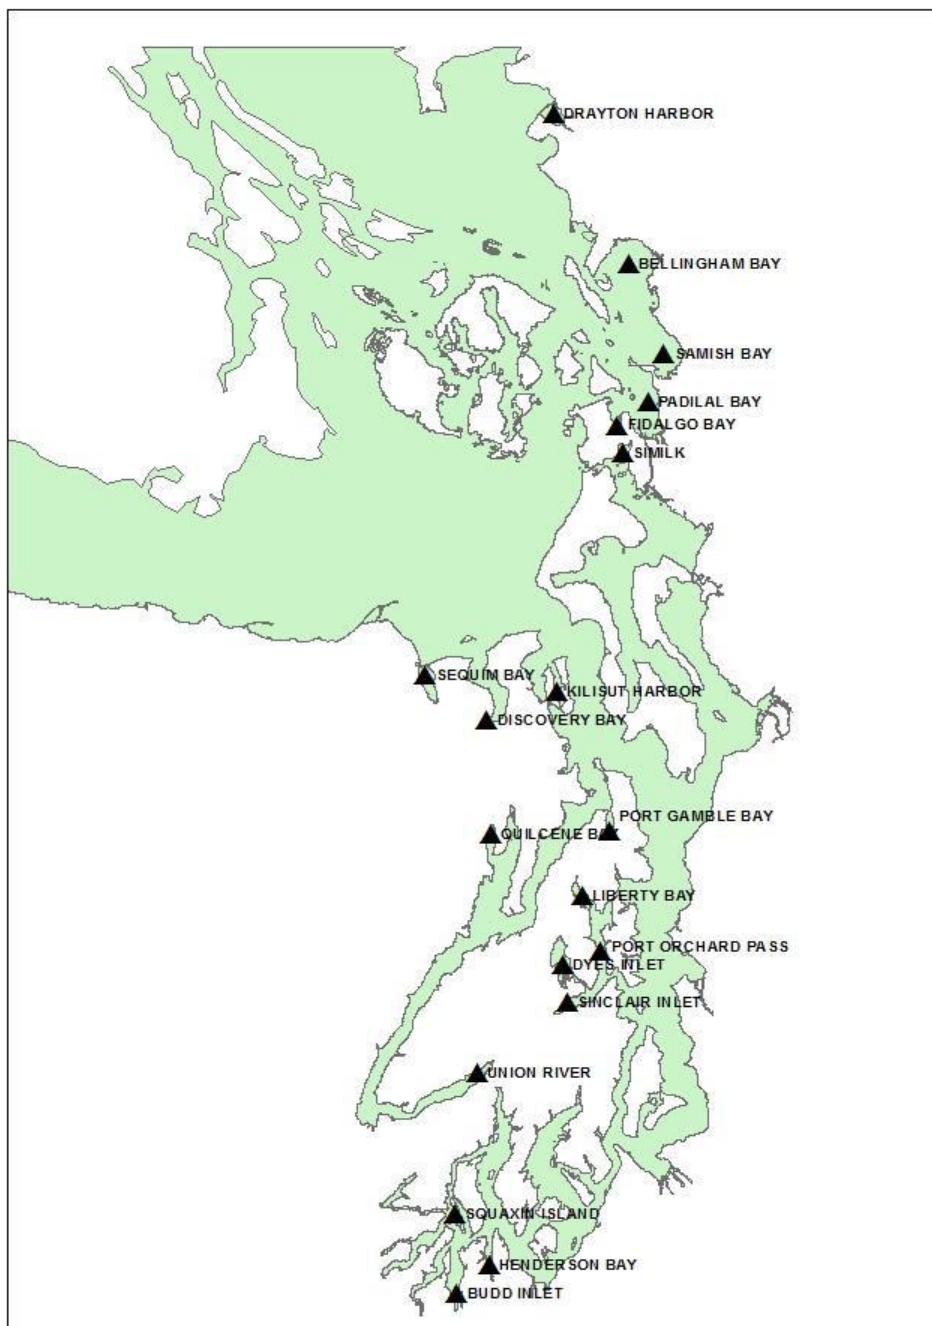 DRAYTON HARBOR
BELLINGHAM BAY
SAMISH BAY
PADILAL BAY
FIDALGO BAY
SIMILK
SEQUIM BAY
KILISUT HARBOR
DISCOVERY BAY
PORT GAMBLE BAY
QUILCENE BAY
LIBERTY BAY
PORT ORCHARD PASS
DYES INLET
SINCLAIR INLET
UNION RIVER
SQUAXIN ISLAND
HENDERSON BAY
BUDD INLET